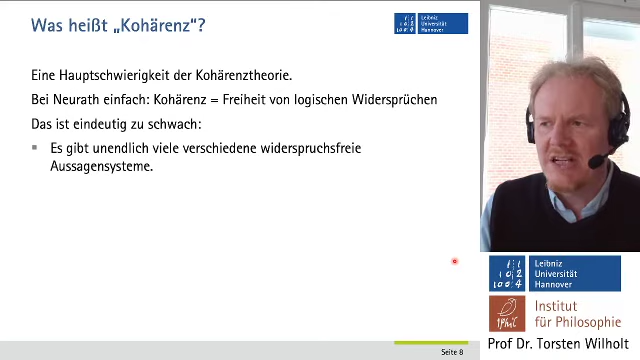 Was heißt „Kohärenz“?
Leibniz
Universität
Hannover
Eine Hauptschwierigkeit der Kohärenztheorie.
Bei Neurath einfach: Kohärenz = Freiheit von logischen Widersprüchen
Das ist eindeutig zu schwach:
Es gibt unendlich viele verschiedene widerspruchsfreie
Aussagensysteme.
Seite 8
Leibniz
Universität
Hannover
Institut
für Philosophie
Prof Dr. Torsten Wilholt